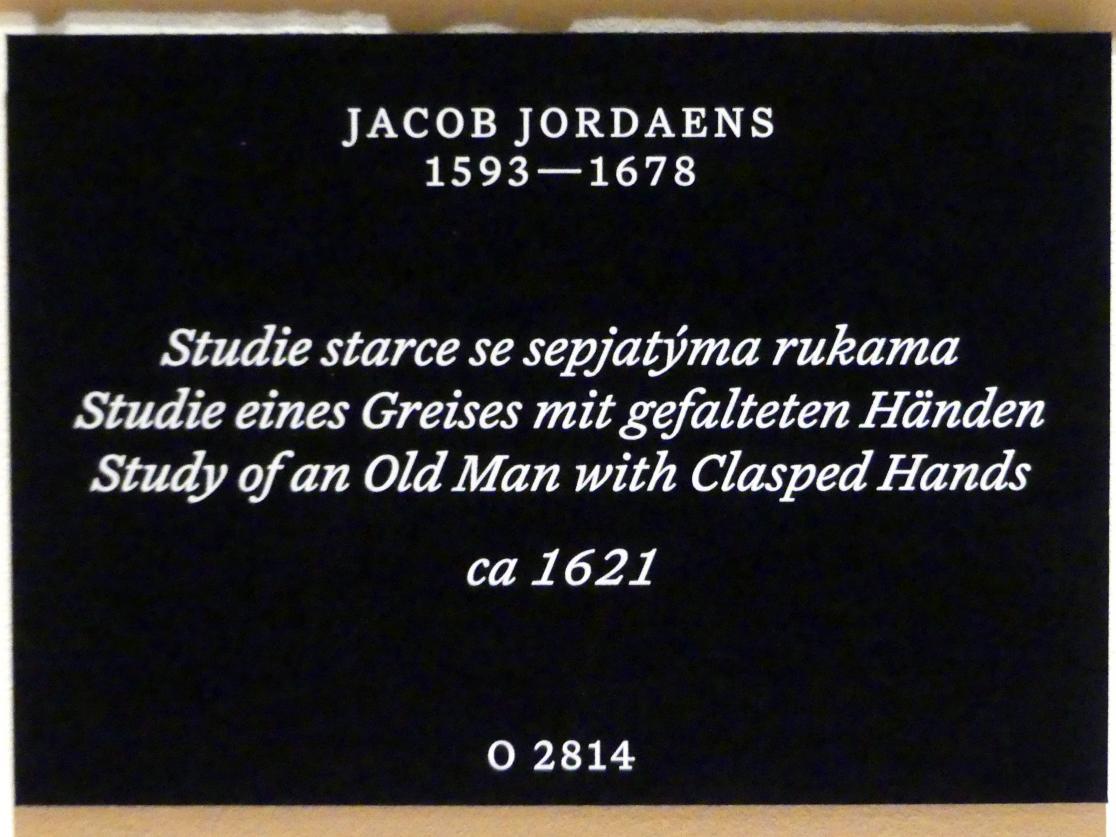 JACOB JORDAENS
1593—1678
Studie starce se sepjatýma rukama
Studie eines Greises mit gefalteten Händen
Study of an Old Man with Clasped Hands
ca 1621
O 2814